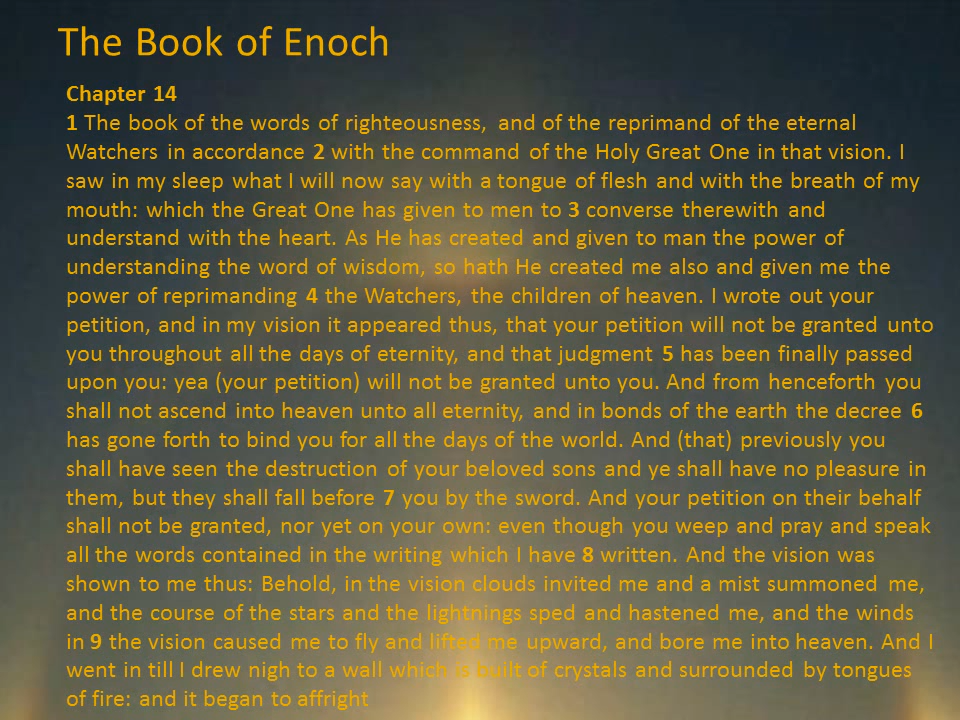 The Book of Enoch
Chapter 14
1 The book of the words of righteousness, and of the reprimand of the eternal
Watchers in accordance 2 with the command of the Holy Great One in that vision. I
saw in my sleep what I will now say with a tongue of flesh and with the breath of my
mouth: which the Great One has given to men to 3 converse therewith and
understand with the heart. As He has created and given to man the power of
understanding the word of wisdom, so hath He created me also and given me the
power of reprimanding 4 the Watchers, the children of heaven. I wrote out your
petition, and in my vision it appeared thus, that your petition will not be granted unto
you throughout all the days of eternity, and that judgment 5 has been finally passed
upon you: yea (your petition) will not be granted unto you. And from henceforth you
shall not ascend into heaven unto all eternity, and in bonds of the earth the decree 6
has gone forth to bind you for all the days of the world. And (that) previously you
shall have seen the destruction of your beloved sons and ye shall have no pleasure in
them, but they shall fall before 7 you by the sword. And your petition on their behalf
shall not be granted, nor yet on your own: even though you weep and pray and speak
all the words contained in the writing which I have 8 written. And the vision was
shown to me thus: Behold, in the vision clouds invited me and a mist summoned me,
and the course of the stars and the lightnings sped and hastened me, and the winds
in 9 the vision caused me to fly and lifted me upward, and bore me into heaven. And I
went in till I drew nigh to a wall which is built of crystals and surrounded by tongues
of fire: and it began to affright